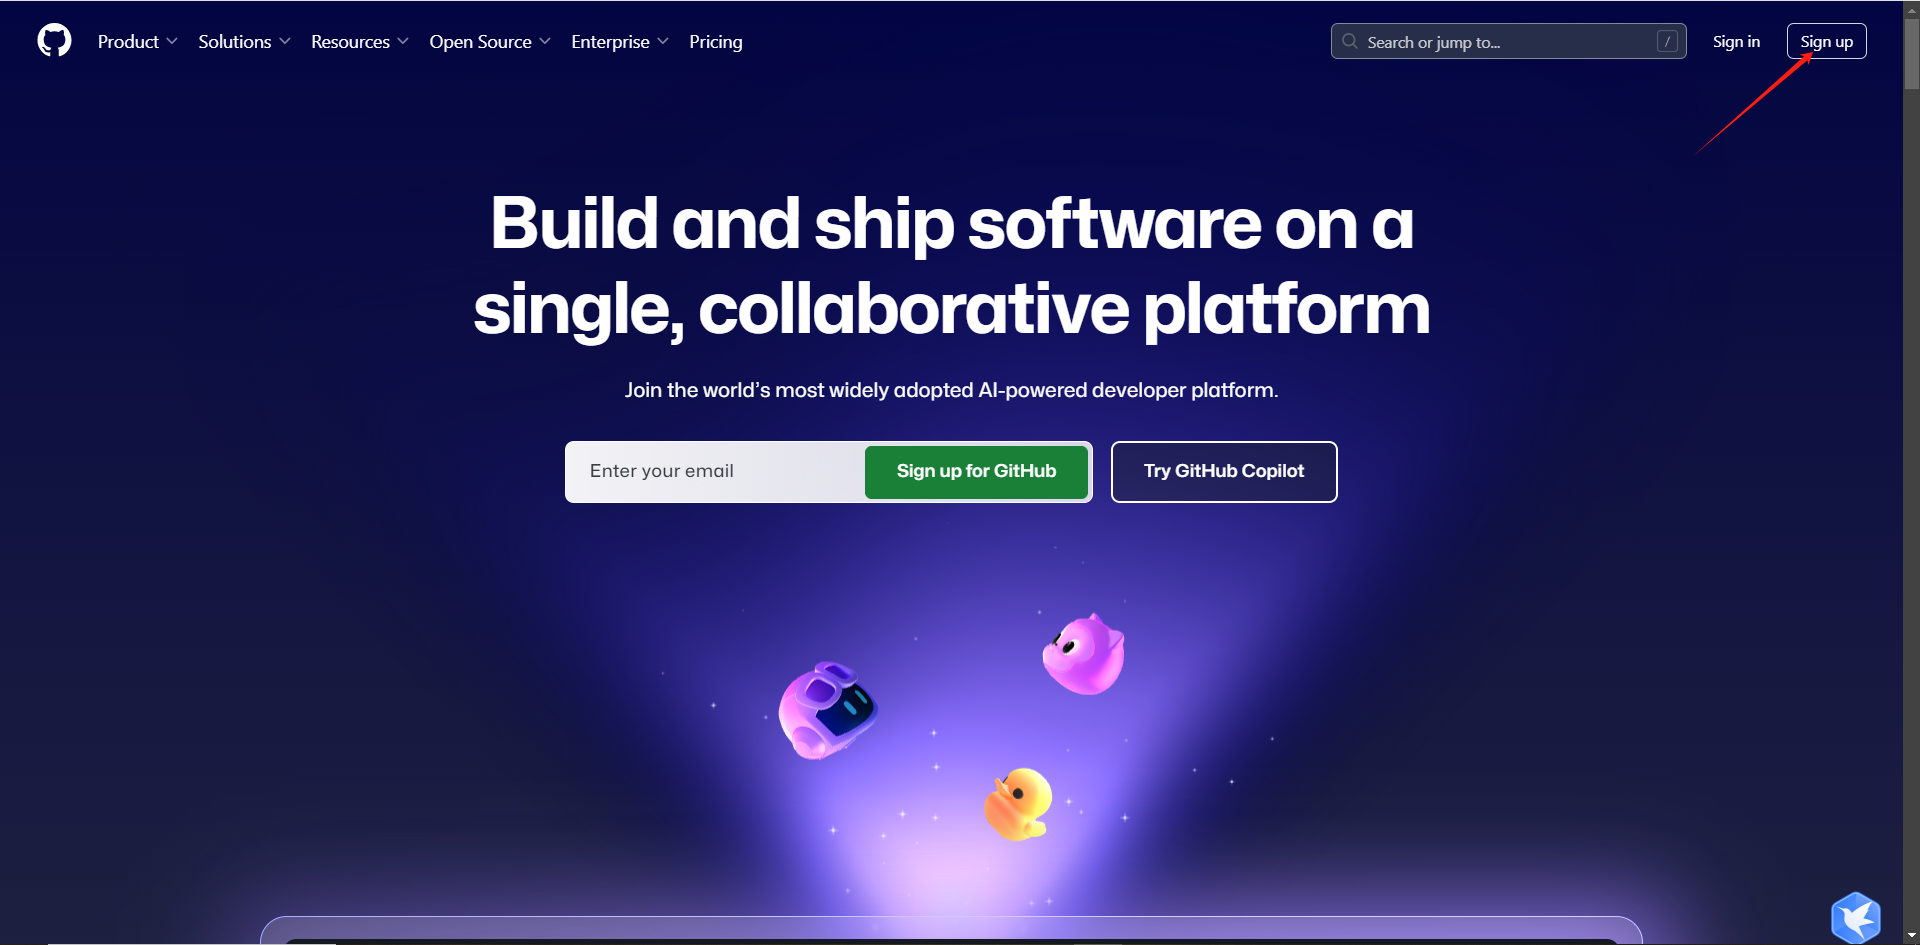 Product
Solutions
Resources
Open Source
Enterprise
Pricing
Search or jump to...
/
Sign in
Sign up
Build and ship software on a
single, collaborative platform
Join the world’s most widely adopted AI-powered developer platform.
Enter your email
Sign up for GitHub
Try GitHub Copilot